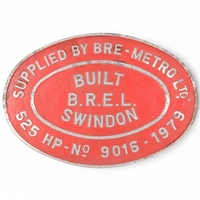 SUPPLIED BY BRE-METRO LTD.
BUILT
B.R.E.L.
SWINDON
525 HP-Nº 9016-1979